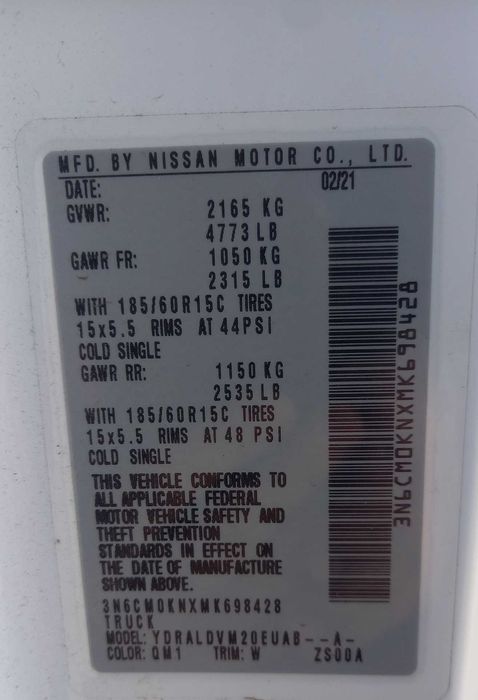 MFD. BY NISSAN MOTOR CO., LTD.
DATE: 02/21
GVWR: 2165 KG
4773 LB
GAWR FR: 1050 KG
2315 LB
WITH 185/60R15C TIRES
15x5.5 RIMS AT 44PSI
COLD SINGLE
GAWR RR: 1150 KG
2535 LB
WITH 185/60R15C TIRES
15x5.5 RIMS AT 48 PSI
COLD SINGLE
THIS VEHICLE CONFORMS TO
ALL APPLICABLE FEDERAL
MOTOR VEHICLE SAFETY AND
THEFT PREVENTION
STANDARDS IN EFFECT ON
THE DATE OF MANUFACTURE
SHOWN ABOVE.
3N6CM0KNXMK698428
TRUCK
MODEL: YDRALDVM20EUAB--A-
COLOR: QM1 TRIM: W ZS00A
3N6CM0KNXMK698428